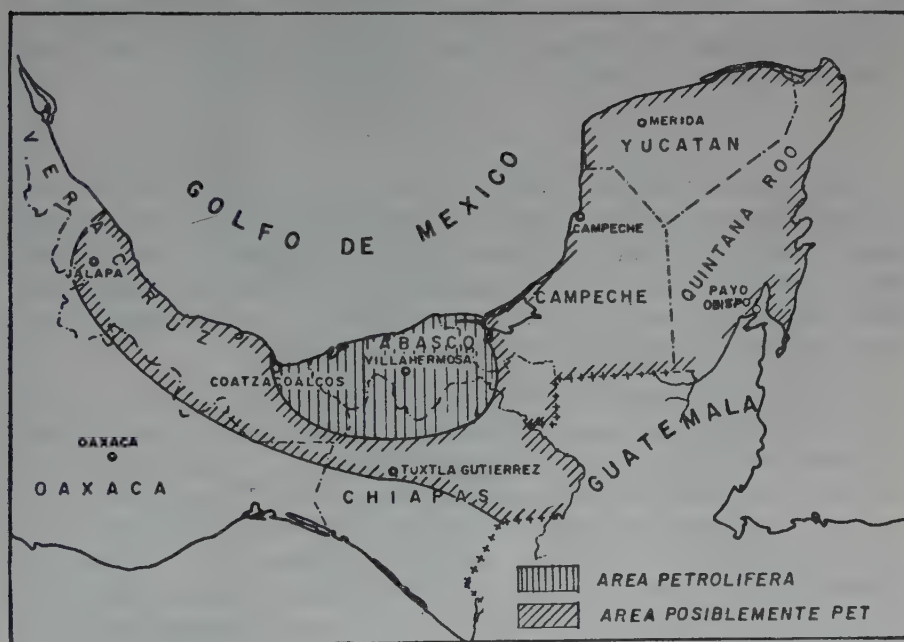 GOLFO DE MEXICO
VERACRUZ
JALAPA
MERIDA
YUCATAN
QUINTANA ROO
CAMPECHE
CAMPECHE
PAYO
OBISPO
TABASCO
VILLAHERMOSA
COATZACOALCOS
OAXACA
OAXACA
TUXTLA GUTIERREZ
CHIAPAS
GUATEMALA
AREA PETROLIFERA
AREA POSIBLEMENTE PET